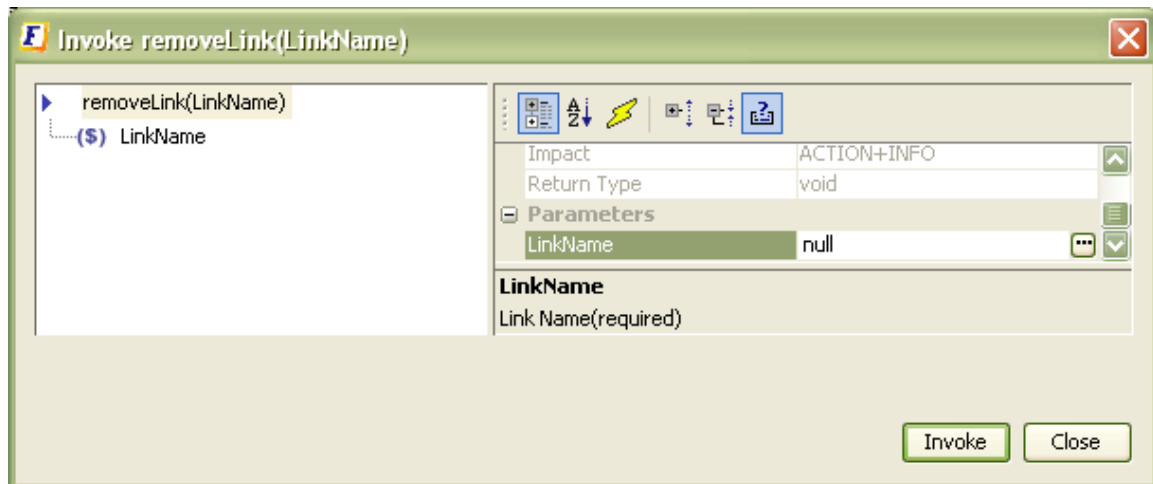 Invoke removeLink(LinkName)
removeLink(LinkName)
($) LinkName
Impact ACTION+INFO
Return Type void
Parameters
LinkName null
LinkName
Link Name(required)
Invoke Close